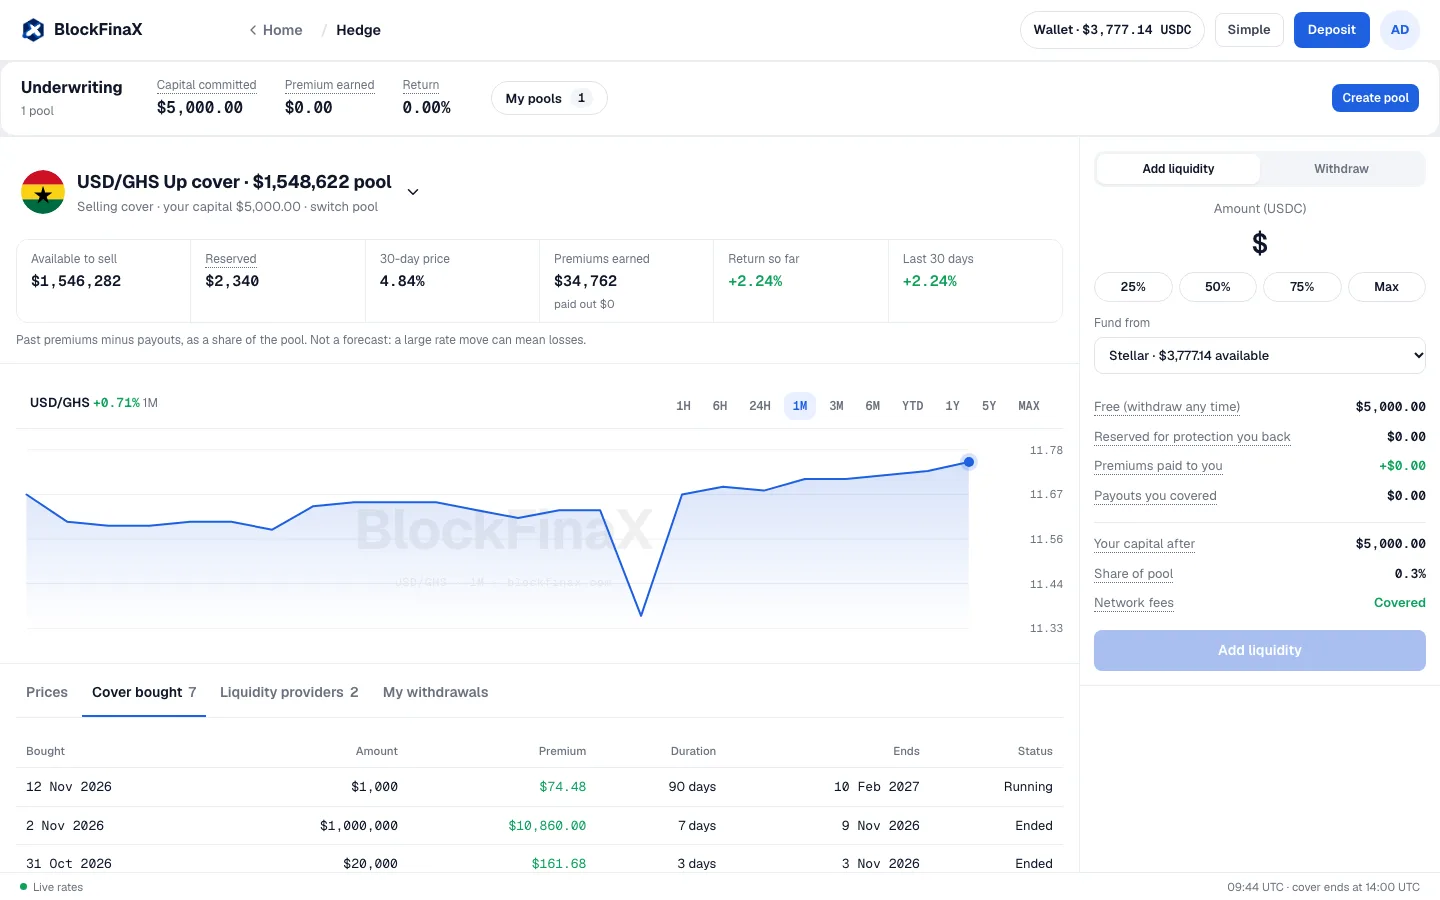 BlockFinaX
Home / Hedge
Wallet · $3,777.14 USDC
Simple
Deposit
AD
Underwriting
1 pool
Capital committed
$5,000.00
Premium earned
$0.00
Return
0.00%
My pools 1
Create pool
USD/GHS Up cover · $1,548,622 pool
Selling cover · your capital $5,000.00 · switch pool
Available to sell
$1,546,282
Reserved
$2,340
30-day price
4.84%
Premiums earned
$34,762
paid out $0
Return so far
+2.24%
Last 30 days
+2.24%
Past premiums minus payouts, as a share of the pool. Not a forecast: a large rate move can mean losses.
USD/GHS +0.71% 1M
1H 6H 24H 1M 3M 6M YTD 1Y 5Y MAX
11.78
11.67
11.56
11.44
11.33
BlockFinaX
USD/GHS · 1M · blockfinax.com
Prices
Cover bought 7
Liquidity providers 2
My withdrawals
Bought Amount Premium Duration Ends Status
12 Nov 2026 $1,000 $74.48 90 days 10 Feb 2027 Running
2 Nov 2026 $1,000,000 $10,860.00 7 days 9 Nov 2026 Ended
31 Oct 2026 $20,000 $161.68 3 days 3 Nov 2026 Ended
Add liquidity
Withdraw
Amount (USDC)
$
25% 50% 75% Max
Fund from
Stellar · $3,777.14 available
Free (withdraw any time) $5,000.00
Reserved for protection you back $0.00
Premiums paid to you +$0.00
Payouts you covered $0.00
Your capital after $5,000.00
Share of pool 0.3%
Network fees Covered
Add liquidity
Live rates
09:44 UTC · cover ends at 14:00 UTC